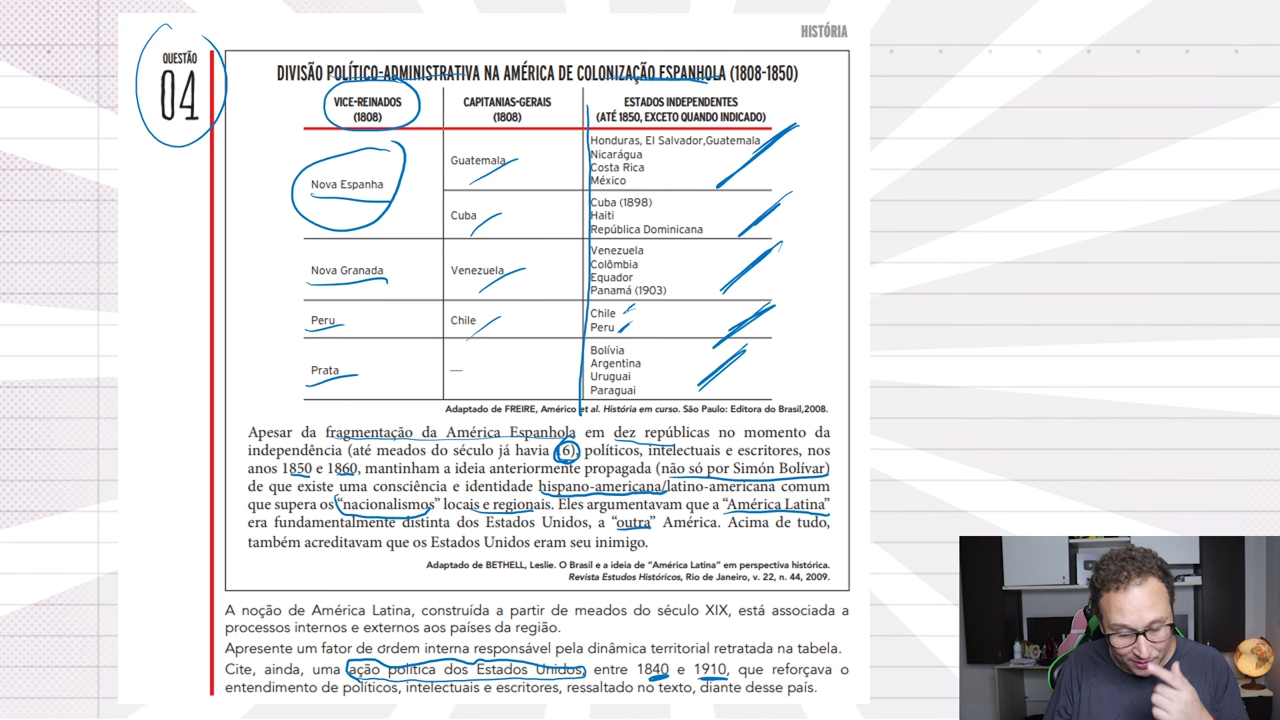 HISTÓRIA
QUESTÃO
04
DIVISÃO POLÍTICO-ADMINISTRATIVA NA AMÉRICA DE COLONIZAÇÃO ESPANHOLA (1808-1850)
VICE-REINADOS CAPITANIAS-GERAIS ESTADOS INDEPENDENTES
(1808) (1808) (ATÉ 1850, EXCETO QUANDO INDICADO)
Nova Espanha
Guatemala
Honduras, El Salvador,Guatemala
Nicarágua
Costa Rica
México
Cuba
Cuba (1898)
Haiti
República Dominicana
Nova Granada
Venezuela
Venezuela
Colômbia
Equador
Panamá (1903)
Peru
Chile
Chile
Peru
Prata
—
Bolívia
Argentina
Uruguai
Paraguai
Adaptado de FREIRE, Américo et al. História em curso. São Paulo: Editora do Brasil,2008.
Apesar da fragmentação da América Espanhola em dez repúblicas no momento da
independência (até meados do século já havia 16), políticos, intelectuais e escritores, nos
anos 1850 e 1860, mantinham a ideia anteriormente propagada (não só por Simón Bolívar)
de que existe uma consciência e identidade hispano-americana/latino-americana comum
que supera os “nacionalismos” locais e regionais. Eles argumentavam que a “América Latina”
era fundamentalmente distinta dos Estados Unidos, a “outra” América. Acima de tudo,
também acreditavam que os Estados Unidos eram seu inimigo.
Adaptado de BETHELL, Leslie. O Brasil e a ideia de “América Latina” em perspectiva histórica.
Revista Estudos Históricos, Rio de Janeiro, v. 22, n. 44, 2009.
A noção de América Latina, construída a partir de meados do século XIX, está associada a
processos internos e externos aos países da região.
Apresente um fator de ordem interna responsável pela dinâmica territorial retratada na tabela.
Cite, ainda, uma ação política dos Estados Unidos, entre 1840 e 1910, que reforçava o
entendimento de políticos, intelectuais e escritores, ressaltado no texto, diante desse país.